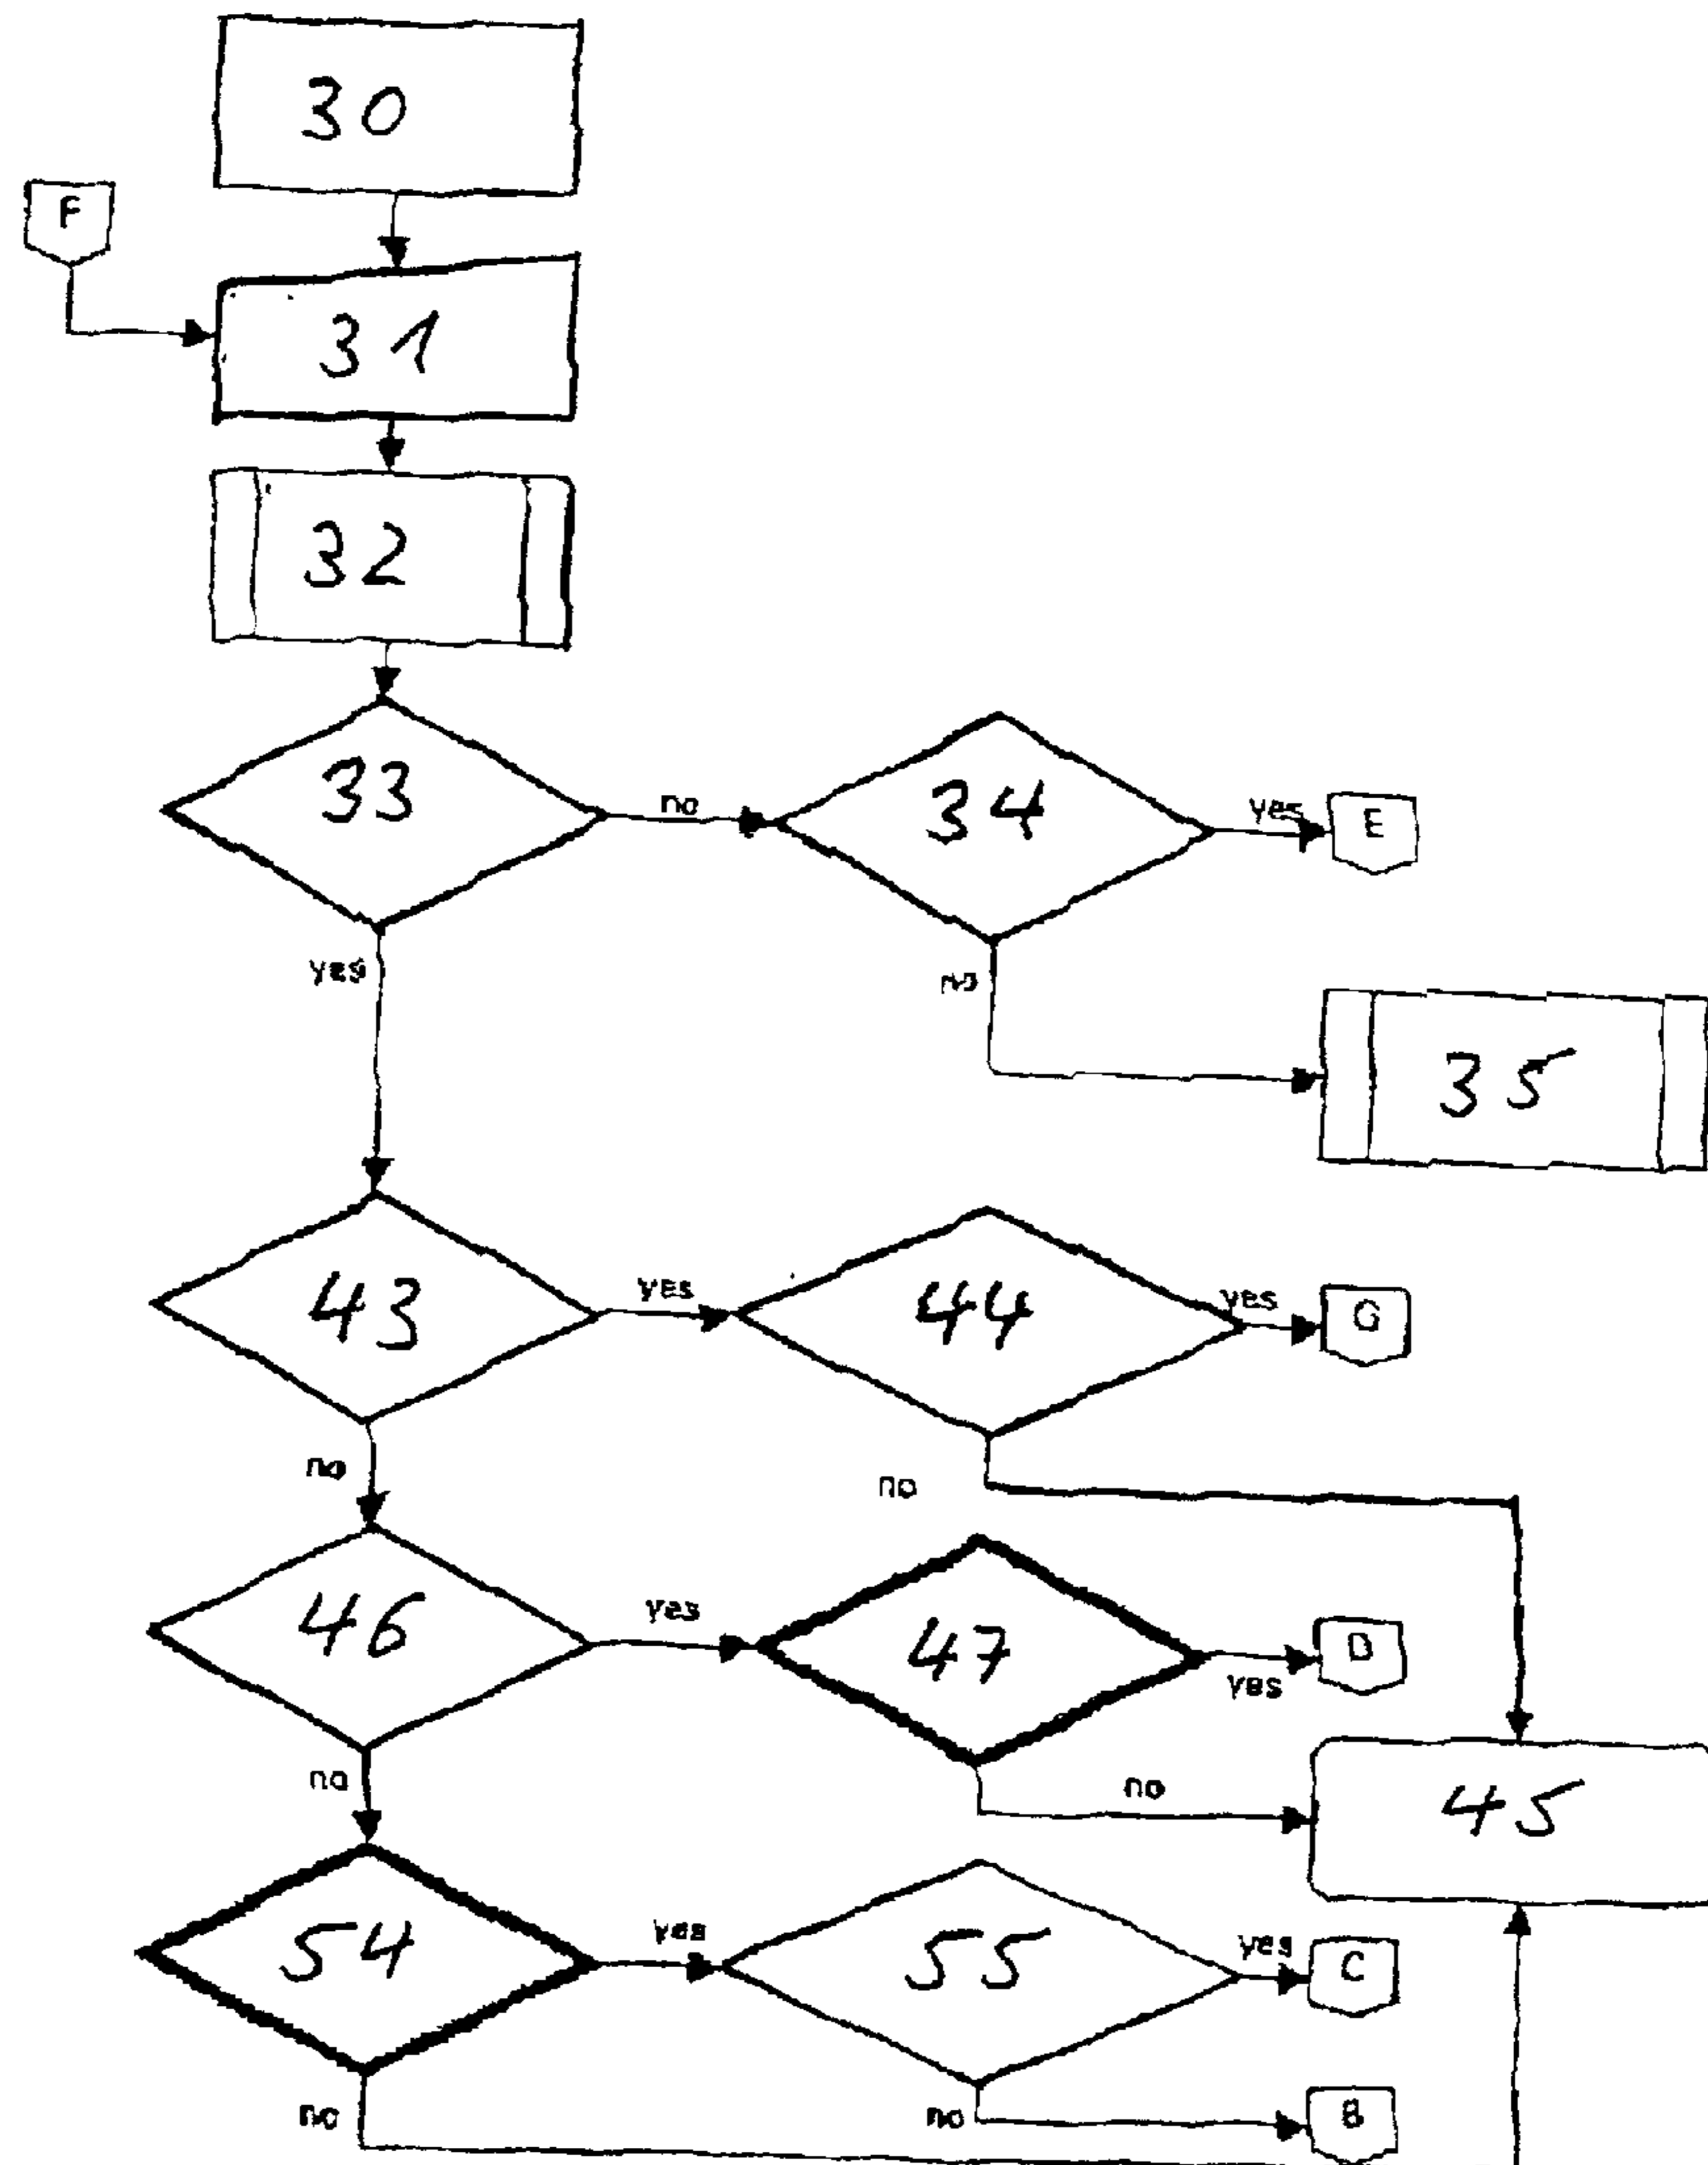 30
F
31
32
33
no
34
yes
E
yes
no
35
43
yes
44
yes
G
no
no
46
yes
47
yes
D
no
no
45
54
yes
55
yes
C
no
no
B